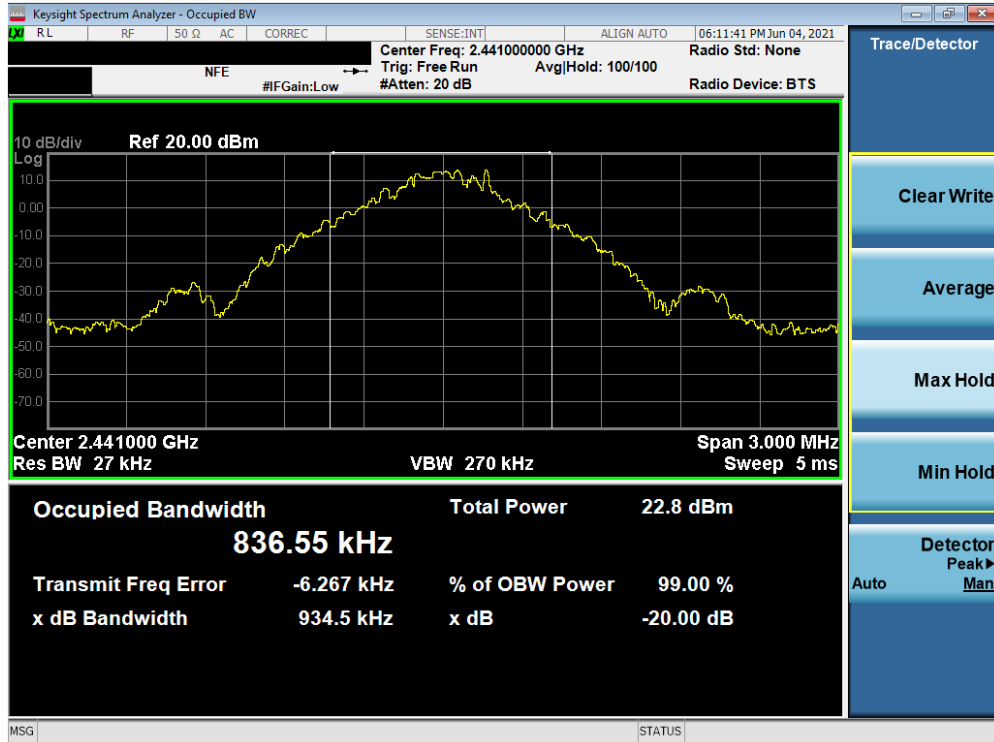 Keysight Spectrum Analyzer - Occupied BW
LXI RL RF 50 Ω AC CORREC SENSE:INT ALIGN AUTO 06:11:41 PM Jun 04, 2021
Center Freq: 2.441000000 GHz Radio Std: None
NFE Trig: Free Run Avg|Hold: 100/100
#IFGain:Low #Atten: 20 dB Radio Device: BTS
10 dB/div Ref 20.00 dBm
Log
10.0
0.00
-10.0
-20.0
-30.0
-40.0
-50.0
-60.0
-70.0
Center 2.441000 GHz Span 3.000 MHz
Res BW 27 kHz VBW 270 kHz Sweep 5 ms
Occupied Bandwidth Total Power 22.8 dBm
836.55 kHz
Transmit Freq Error -6.267 kHz % of OBW Power 99.00 %
x dB Bandwidth 934.5 kHz x dB -20.00 dB
MSG STATUS
Trace/Detector
Clear Write
Average
Max Hold
Min Hold
Detector
Peak
Auto Man